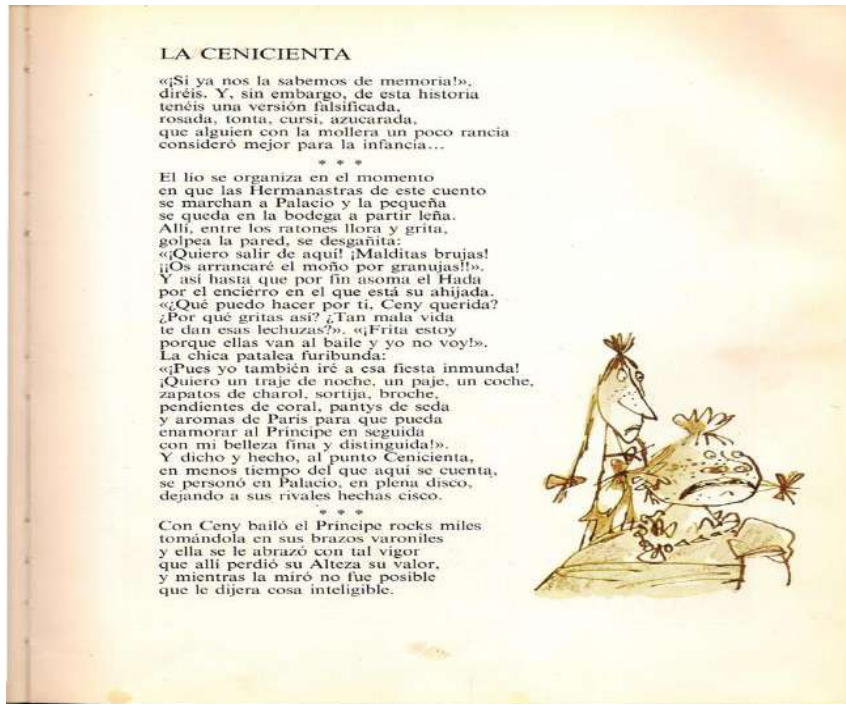 LA CENICIENTA
«¡Si ya nos la sabemos de memoria!»,
diréis. Y, sin embargo, de esta historia
tenéis una versión falsificada,
rosada, tonta, cursi, azucarada,
que alguien con la mollera un poco rancia
consideró mejor para la infancia...
* * *
El lío se organiza en el momento
en que las Hermanastras de este cuento
se marchan a Palacio y la pequeña
se queda en la bodega a partir leña.
Allí, entre los ratones llora y grita,
golpea la pared, se desgañita:
«¡Quiero salir de aquí! ¡Malditas brujas!
¡¡Os arrancaré el moño por granujas!!».
Y así hasta que por fin asoma el Hada
por el encierro en el que está su ahijada.
«¿Qué puedo hacer por ti, Ceny querida?
¿Por qué gritas así? ¿Tan mala vida
te dan esas lechuzas?». «¡Frita estoy
porque ellas van al baile y yo no voy!».
La chica patalea furibunda:
«¡Pues yo también iré a esa fiesta inmunda!
¡Quiero un traje de noche, un paje, un coche,
zapatos de charol, sortija, broche,
pendientes de coral, pantys de seda
y aromas de París para que pueda
enamorar al Príncipe en seguida
con mi belleza fina y distinguida!».
Y dicho y hecho, al punto Cenicienta,
en menos tiempo del que aquí se cuenta,
se personó en Palacio, en plena disco,
dejando a sus rivales hechas cisco.
* * *
Con Ceny bailó el Príncipe rocks miles
tomándola en sus brazos varoniles
y ella se le abrazó con tal vigor
que allí perdió su Alteza su valor,
y mientras la miró no fue posible
que le dijera cosa inteligible.